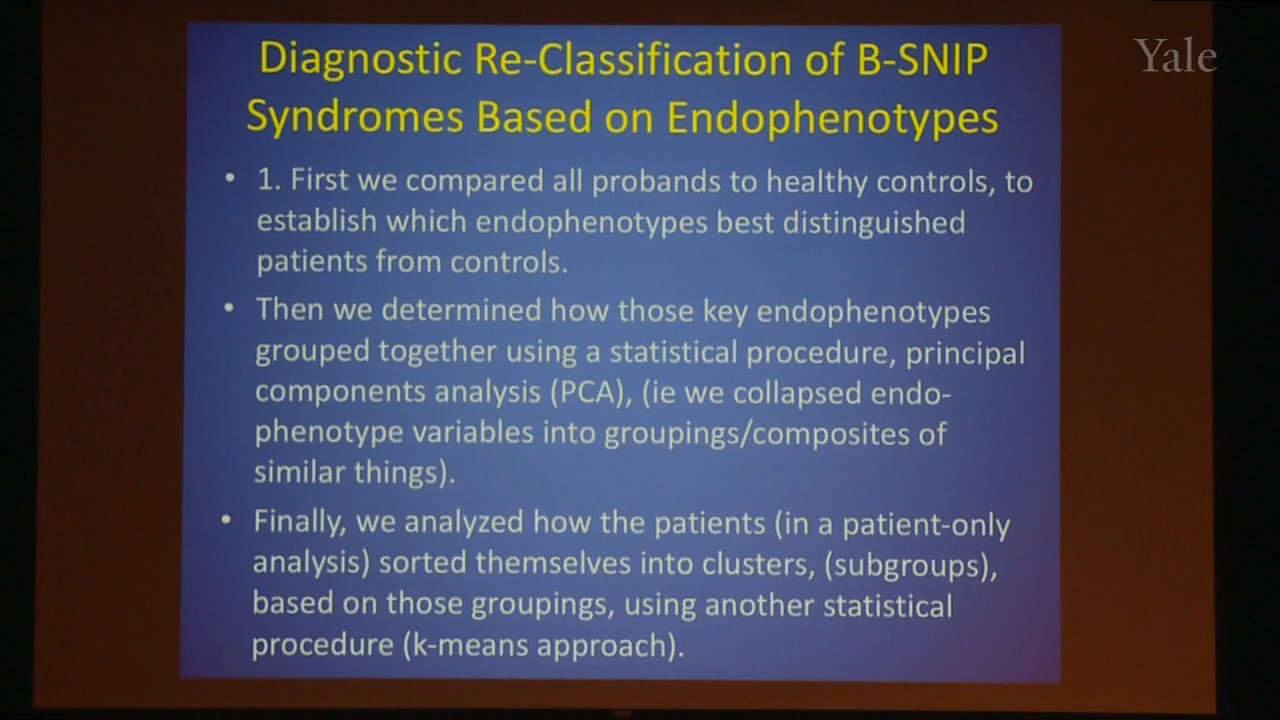 Yale
Diagnostic Re-Classification of B-SNIP
Syndromes Based on Endophenotypes
• 1. First we compared all probands to healthy controls, to
establish which endophenotypes best distinguished
patients from controls.
• Then we determined how those key endophenotypes
grouped together using a statistical procedure, principal
components analysis (PCA), (ie we collapsed endo-
phenotype variables into groupings/composites of
similar things).
• Finally, we analyzed how the patients (in a patient-only
analysis) sorted themselves into clusters, (subgroups),
based on those groupings, using another statistical
procedure (k-means approach).